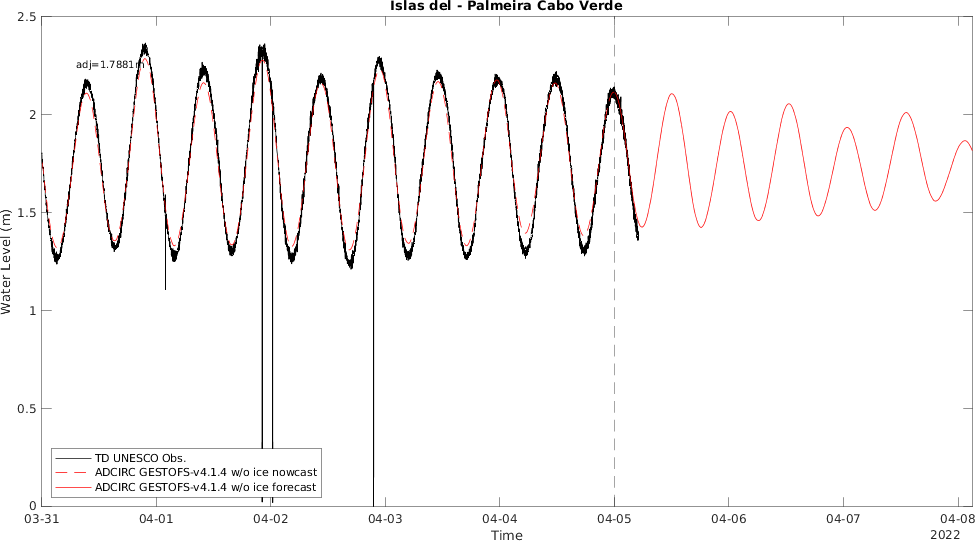 Islas del - Palmeira Cabo Verde
2.5
adj=1.7881m
2
1.5
Water Level (m)
1
0.5
TD UNESCO Obs.
ADCIRC GESTOFS-v4.1.4 w/o ice nowcast
ADCIRC GESTOFS-v4.1.4 w/o ice forecast
0
03-31 04-01 04-02 04-03 04-04 04-05 04-06 04-07 04-08
Time 2022